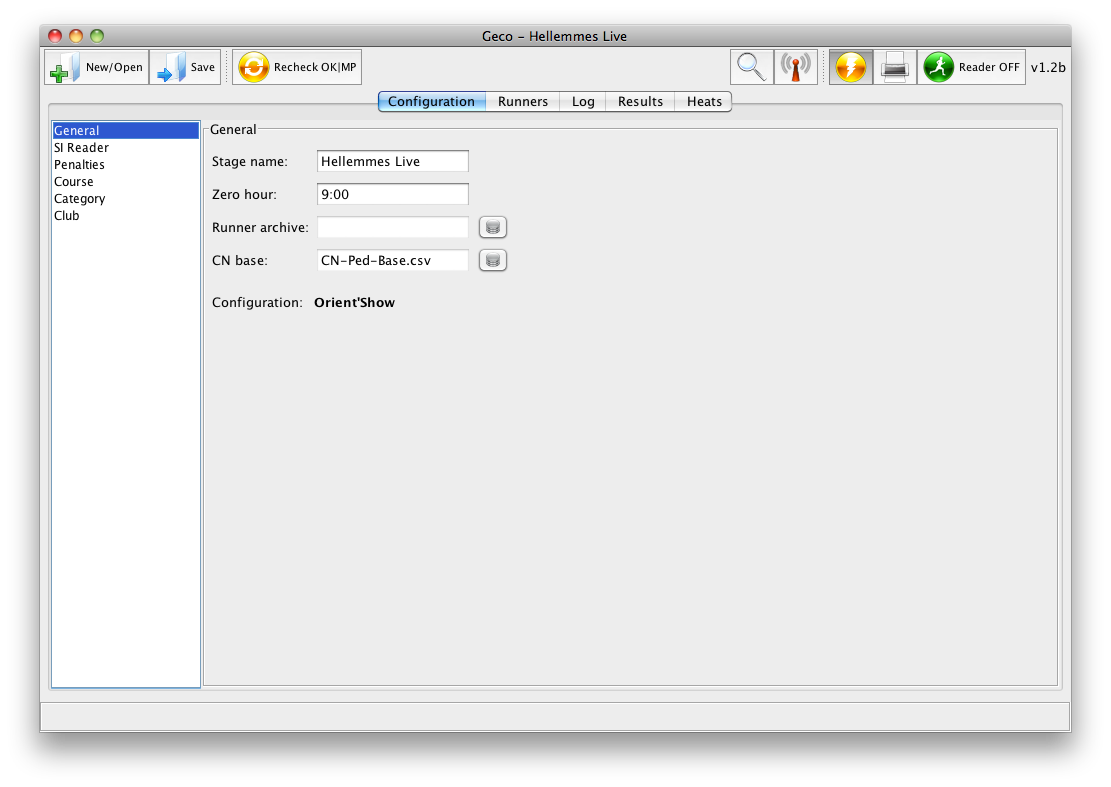 Geco - Hellemmes Live
New/Open Save Recheck OK|MP Reader OFF v1.2b
Configuration Runners Log Results Heats
General
SI Reader
Penalties
Course
Category
Club
General
Stage name: Hellemmes Live
Zero hour: 9:00
Runner archive:
CN base: CN-Ped-Base.csv
Configuration: Orient'Show